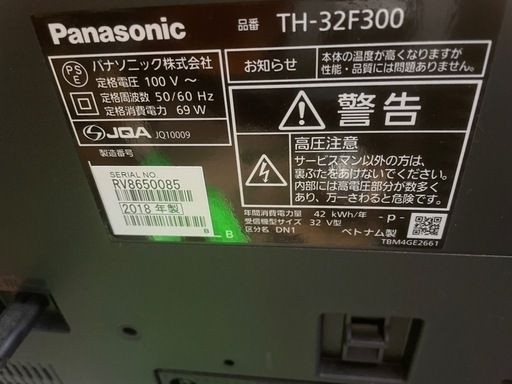 Panasonic
品番 TH-32F300
パナソニック株式会社
定格電圧 100 V～
定格周波数 50/60 Hz
定格消費電力 69 W
PS
E
JQA JQ10009
製造番号
SERIAL NO.
RV8650085
2018 年製
B
B
お知らせ
本体の温度が高くなりますが
性能・品質には問題ありません。
警告
高圧注意
サービスマン以外の方は、
裏ぶたをあけないでください。
内部には高電圧部分が数多く
あり、万一さわると危険です。
年間消費電力量 42 kWh/年
受信機型サイズ 32 V型
区分名 DN1
-p-
ベトナム製
TBM4GE2661